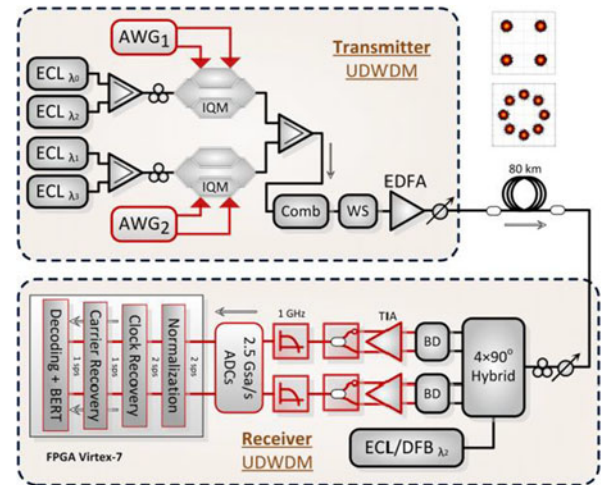 AWG1
Transmitter
UDWDM
ECL λ0
ECL λ2
IQM
ECL λ1
ECL λ3
IQM
AWG2
EDFA
Comb
WS
80 km
Decoding + BERT
1 sps
Carrier Recovery
1 sps
Clock Recovery
2 sps
Normalization
2 sps
2.5 Gsa/s
ADCs
1 GHz
TIA
BD
BD
4×90°
Hybrid
ECL/DFB λ2
Receiver
UDWDM
FPGA Virtex-7